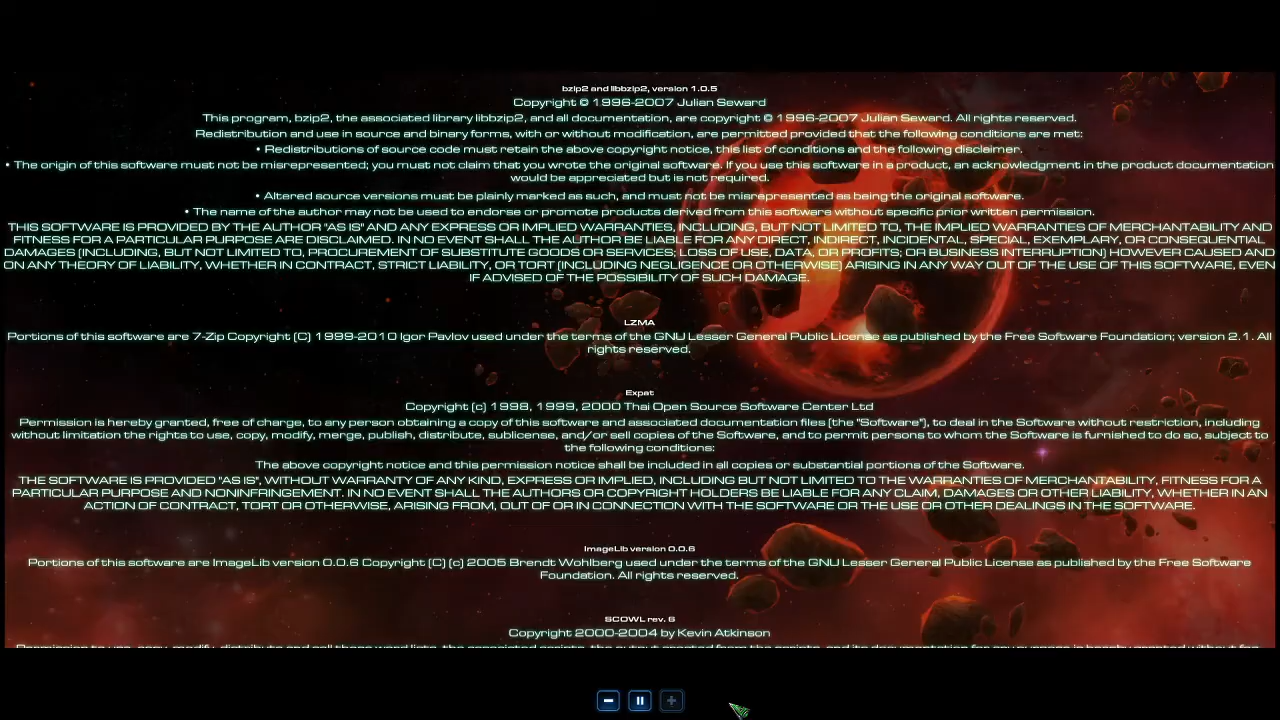 bzip2 and libbzip2, version 1.0.5
Copyright © 1996-2007 Julian Seward
This program, bzip2, the associated library libbzip2, and all documentation, are copyright © 1996-2007 Julian Seward. All rights reserved.
Redistribution and use in source and binary forms, with or without modification, are permitted provided that the following conditions are met:
• Redistributions of source code must retain the above copyright notice, this list of conditions and the following disclaimer.
• The origin of this software must not be misrepresented; you must not claim that you wrote the original software. If you use this software in a product, an acknowledgment in the product documentation
would be appreciated but is not required.
• Altered source versions must be plainly marked as such, and must not be misrepresented as being the original software.
• The name of the author may not be used to endorse or promote products derived from this software without specific prior written permission.
THIS SOFTWARE IS PROVIDED BY THE AUTHOR "AS IS" AND ANY EXPRESS OR IMPLIED WARRANTIES, INCLUDING, BUT NOT LIMITED TO, THE IMPLIED WARRANTIES OF MERCHANTABILITY AND
FITNESS FOR A PARTICULAR PURPOSE ARE DISCLAIMED. IN NO EVENT SHALL THE AUTHOR BE LIABLE FOR ANY DIRECT, INDIRECT, INCIDENTAL, SPECIAL, EXEMPLARY, OR CONSEQUENTIAL
DAMAGES (INCLUDING, BUT NOT LIMITED TO, PROCUREMENT OF SUBSTITUTE GOODS OR SERVICES; LOSS OF USE, DATA, OR PROFITS; OR BUSINESS INTERRUPTION) HOWEVER CAUSED AND
ON ANY THEORY OF LIABILITY, WHETHER IN CONTRACT, STRICT LIABILITY, OR TORT (INCLUDING NEGLIGENCE OR OTHERWISE) ARISING IN ANY WAY OUT OF THE USE OF THIS SOFTWARE, EVEN
IF ADVISED OF THE POSSIBILITY OF SUCH DAMAGE.
LZMA
Portions of this software are 7-Zip Copyright (C) 1999-2010 Igor Pavlov used under the terms of the GNU Lesser General Public License as published by the Free Software Foundation; version 2.1. All
rights reserved.
Expat
Copyright (c) 1998, 1999, 2000 Thai Open Source Software Center Ltd
Permission is hereby granted, free of charge, to any person obtaining a copy of this software and associated documentation files (the "Software"), to deal in the Software without restriction, including
without limitation the rights to use, copy, modify, merge, publish, distribute, sublicense, and/or sell copies of the Software, and to permit persons to whom the Software is furnished to do so, subject to
the following conditions:
The above copyright notice and this permission notice shall be included in all copies or substantial portions of the Software.
THE SOFTWARE IS PROVIDED "AS IS", WITHOUT WARRANTY OF ANY KIND, EXPRESS OR IMPLIED, INCLUDING BUT NOT LIMITED TO THE WARRANTIES OF MERCHANTABILITY, FITNESS FOR A
PARTICULAR PURPOSE AND NONINFRINGEMENT. IN NO EVENT SHALL THE AUTHORS OR COPYRIGHT HOLDERS BE LIABLE FOR ANY CLAIM, DAMAGES OR OTHER LIABILITY, WHETHER IN AN
ACTION OF CONTRACT, TORT OR OTHERWISE, ARISING FROM, OUT OF OR IN CONNECTION WITH THE SOFTWARE OR THE USE OR OTHER DEALINGS IN THE SOFTWARE.
ImageLib version 0.0.6
Portions of this software are ImageLib version 0.0.6 Copyright (C) (c) 2005 Brendt Wohlberg used under the terms of the GNU Lesser General Public License as published by the Free Software
Foundation. All rights reserved.
SCOWL rev. 6
Copyright 2000-2004 by Kevin Atkinson